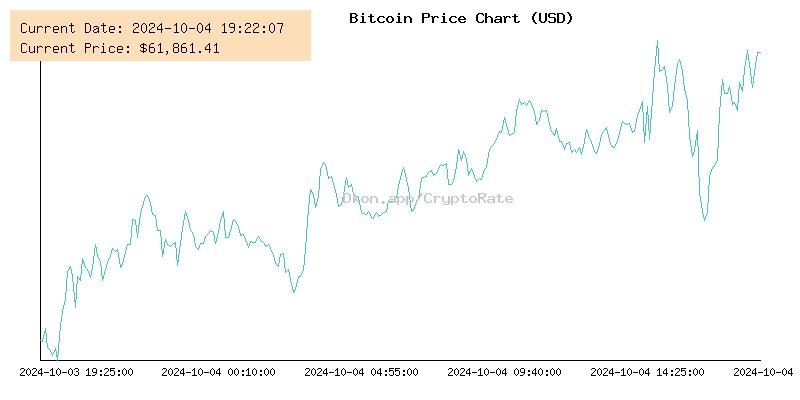 Bitcoin Price Chart (USD)
Current Date: 2024-10-04 19:22:07
Current Price: $61,861.41
Ohon.app/CryptoRate
2024-10-03 19:25:00
2024-10-04 00:10:00
2024-10-04 04:55:00
2024-10-04 09:40:00
2024-10-04 14:25:00
2024-10-04